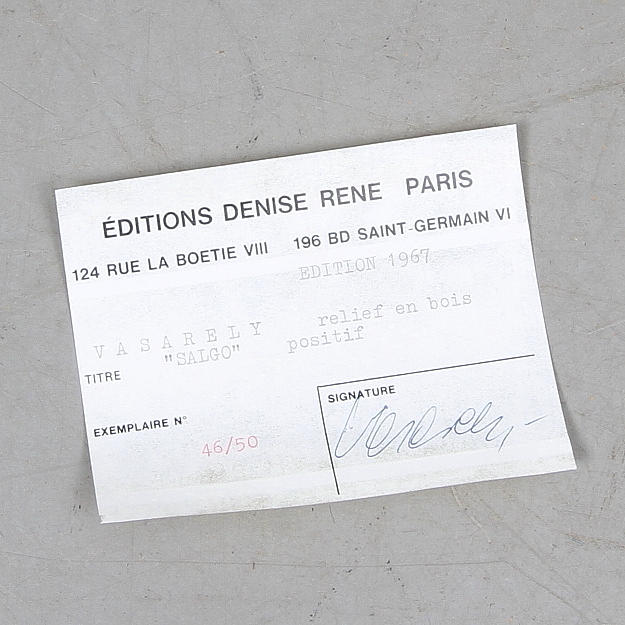 ÉDITIONS DENISE RENE PARIS
124 RUE LA BOETIE VIII 196 BD SAINT-GERMAIN VI
EDITION 1967
VASARELY relief en bois
"SALGO" positif
TITRE
EXEMPLAIRE N°
46/50
SIGNATURE
Vasarely